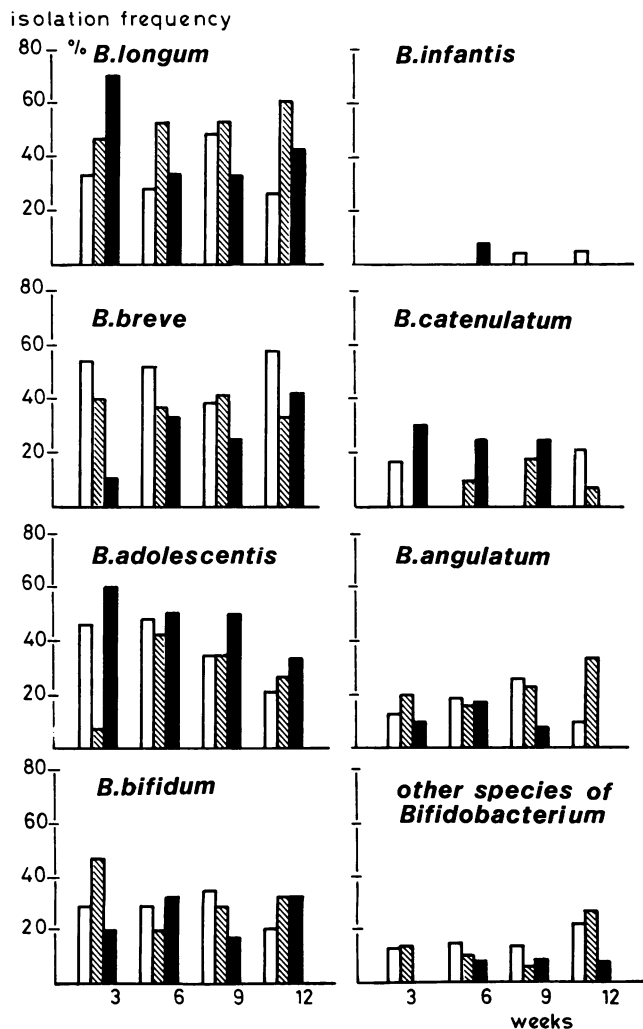 isolation frequency
80 % B.longum B.infantis
60
40
20
B.breve B.catenulatum
60
40
20
80 B.adolescentis B.angulatum
60
40
20
80 B.bifidum other species of
Bifidobacterium
60
40
20
3 6 9 12 3 6 9 12
weeks